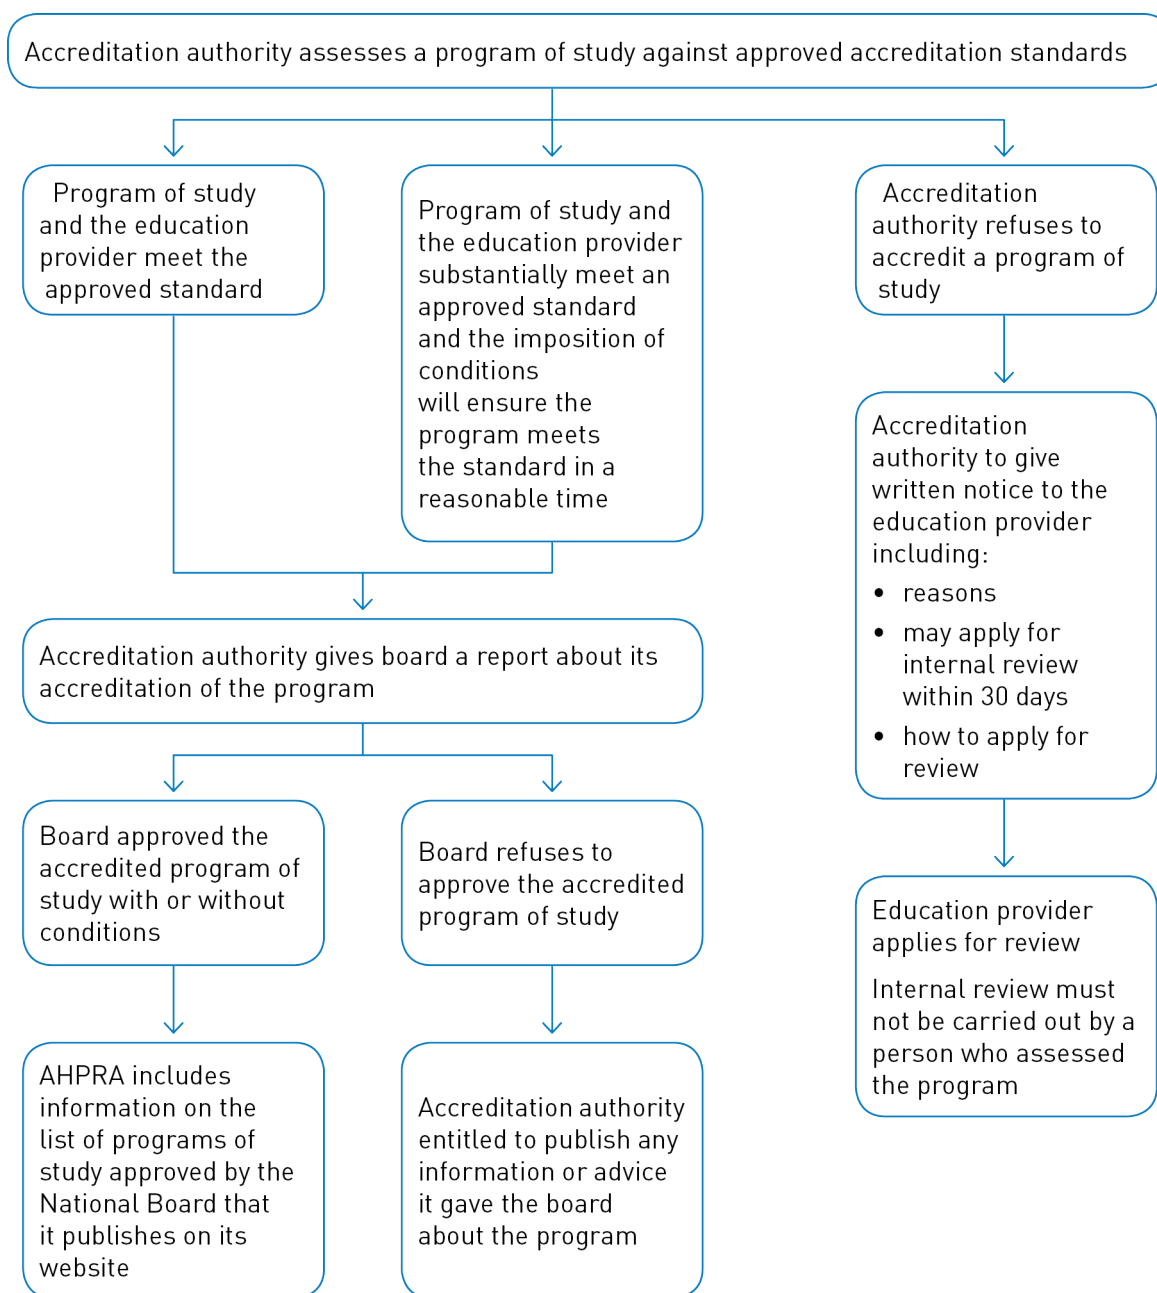 Accreditation authority assesses a program of study against approved accreditation standards
Program of study
and the education
provider meet the
approved standard
Program of study and
the education provider
substantially meet an
approved standard
and the imposition of
conditions
will ensure the
program meets
the standard in a
reasonable time
Accreditation
authority refuses to
accredit a program of
study
Accreditation
authority to give
written notice to the
education provider
including:
• reasons
• may apply for
internal review
within 30 days
• how to apply for
review
Accreditation authority gives board a report about its
accreditation of the program
Board approved the
accredited program of
study with or without
conditions
Board refuses to
approve the accredited
program of study
Education provider
applies for review
Internal review must
not be carried out by a
person who assessed
the program
AHPRA includes
information on the
list of programs of
study approved by the
National Board that
it publishes on its
website
Accreditation authority
entitled to publish any
information or advice
it gave the board
about the program